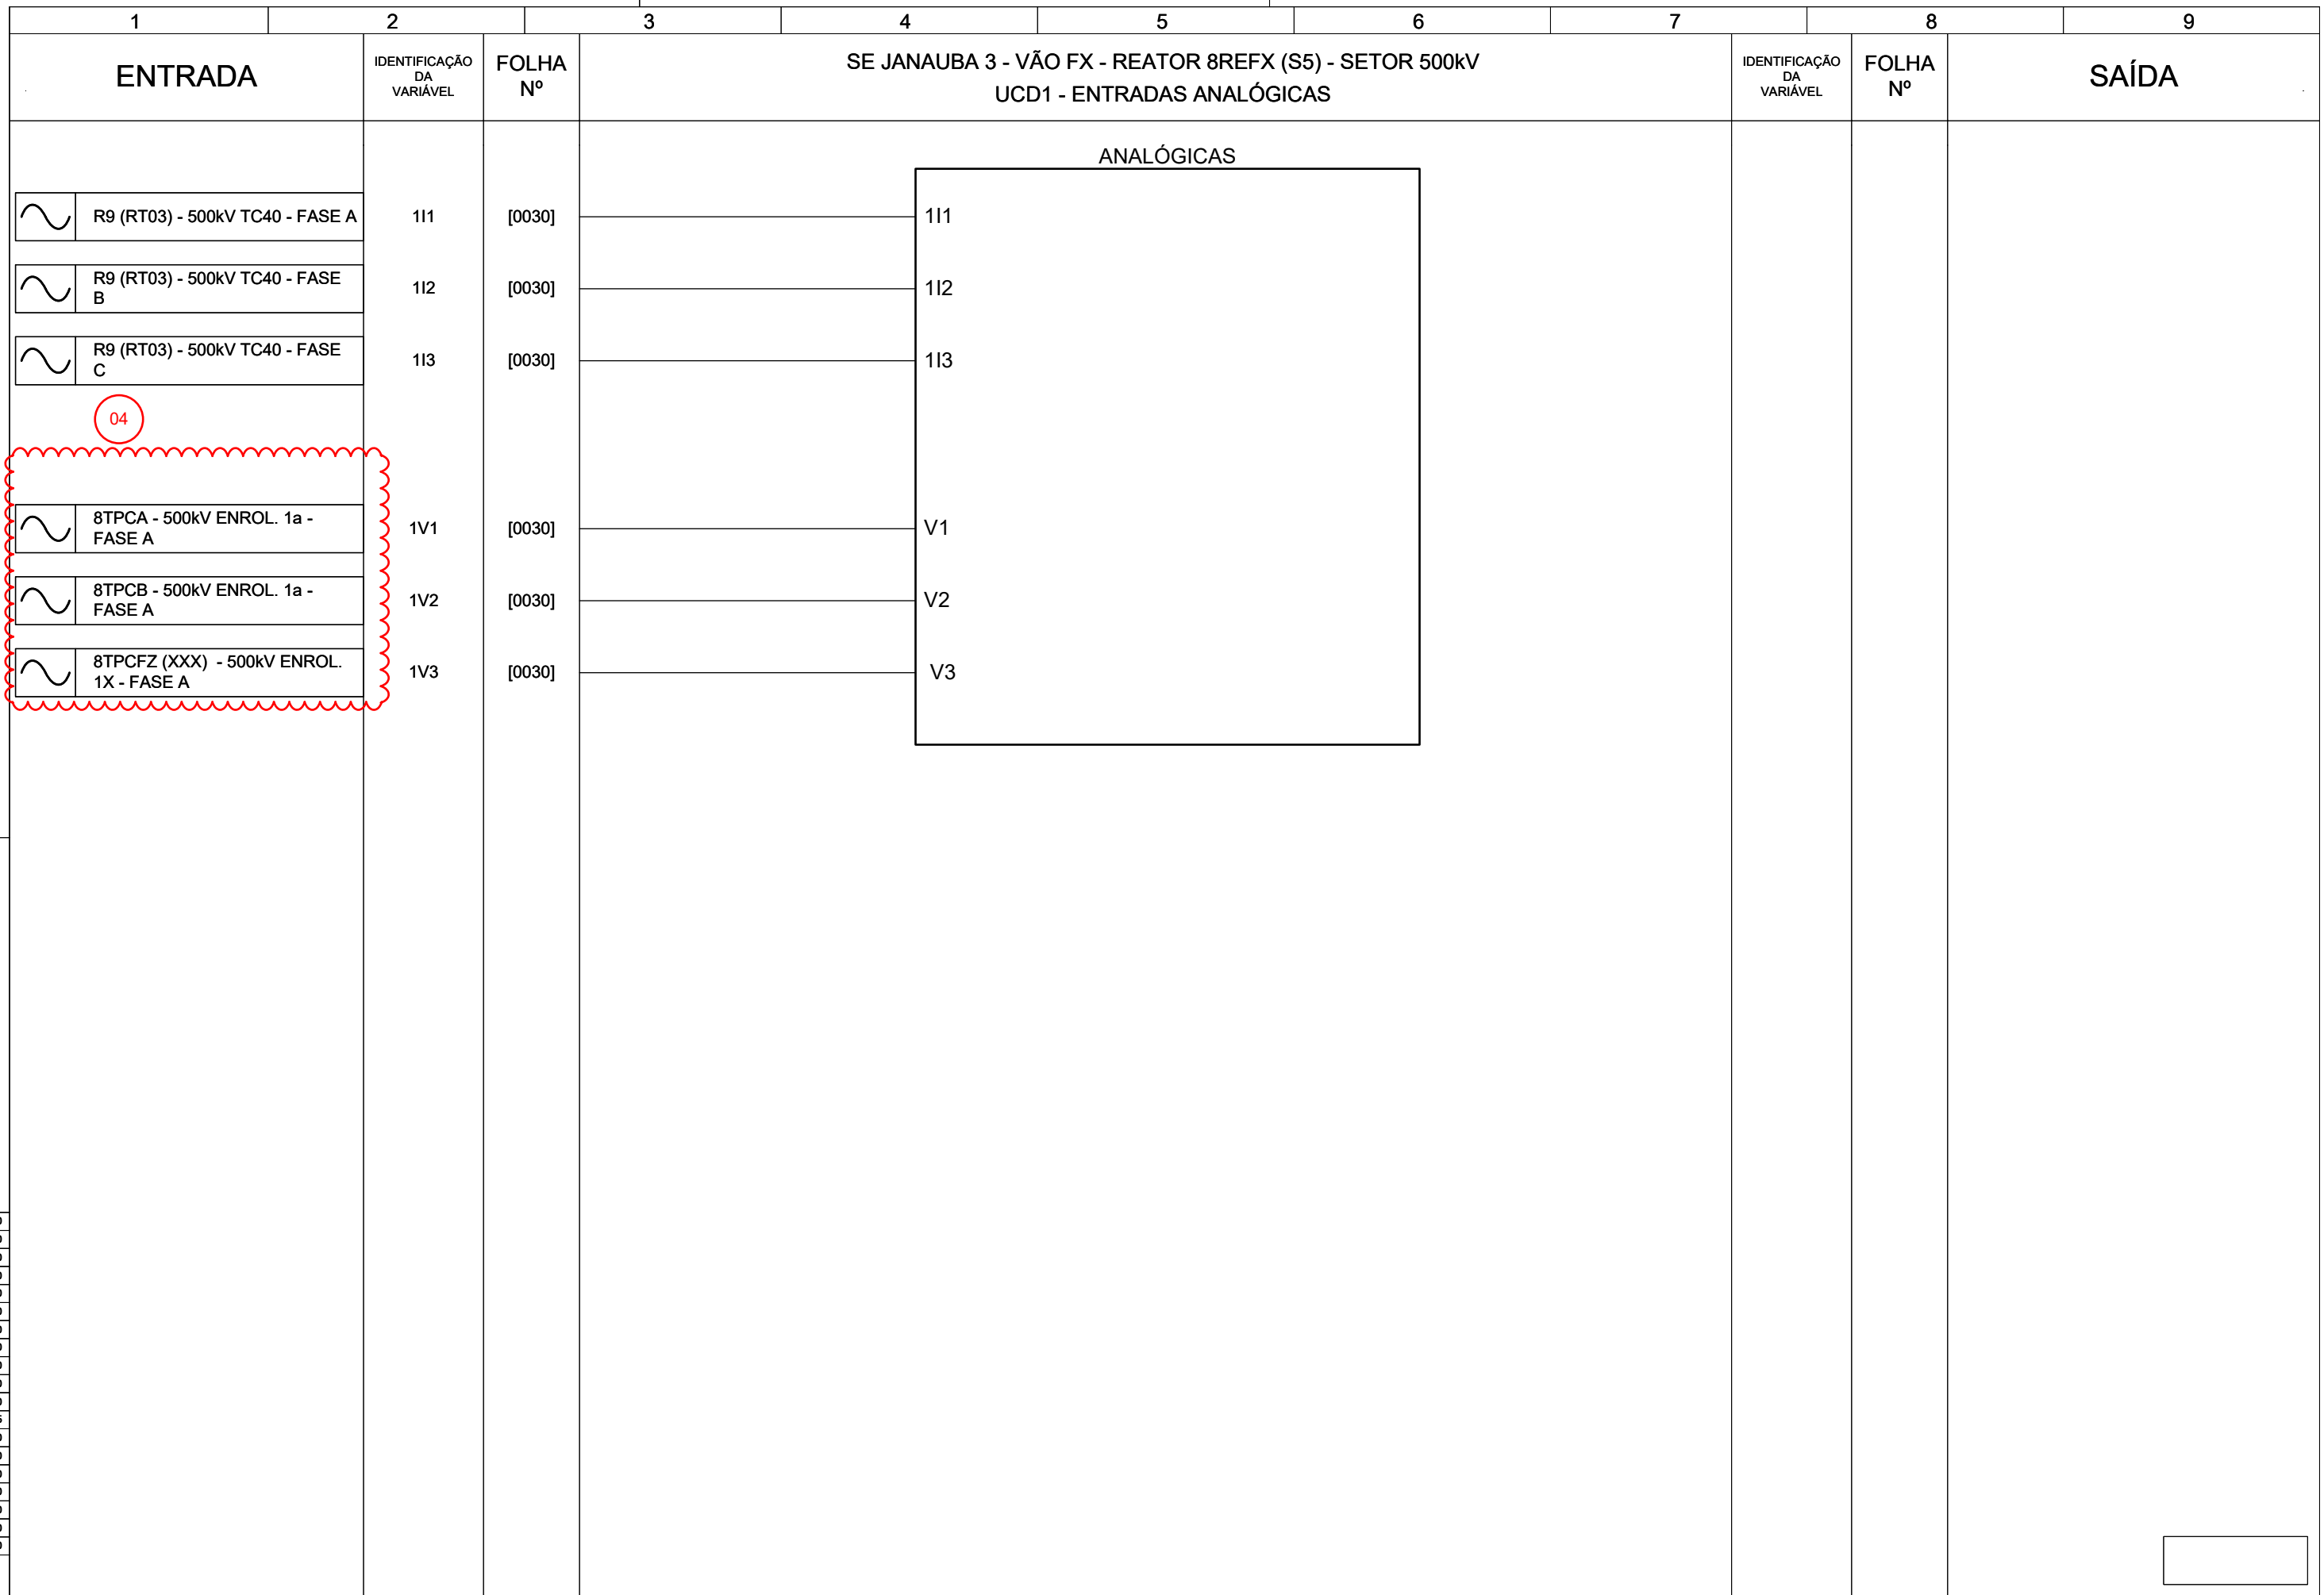 1 2 3 4 5 6 7 8 9
ENTRADA
IDENTIFICAÇÃO
DA
VARIÁVEL
FOLHA
Nº
SE JANAUBA 3 - VÃO FX - REATOR 8REFX (S5) - SETOR 500kV
UCD1 - ENTRADAS ANALÓGICAS
IDENTIFICAÇÃO
DA
VARIÁVEL
FOLHA
Nº
SAÍDA
ANALÓGICAS
R9 (RT03) - 500kV TC40 - FASE A
1I1
[0030]
1I1
R9 (RT03) - 500kV TC40 - FASE
B
1I2
[0030]
1I2
R9 (RT03) - 500kV TC40 - FASE
C
1I3
[0030]
1I3
04
8TPCA - 500kV ENROL. 1a -
FASE A
1V1
[0030]
V1
8TPCB - 500kV ENROL. 1a -
FASE A
1V2
[0030]
V2
8TPCFZ (XXX) - 500kV ENROL.
1X - FASE A
1V3
[0030]
V3